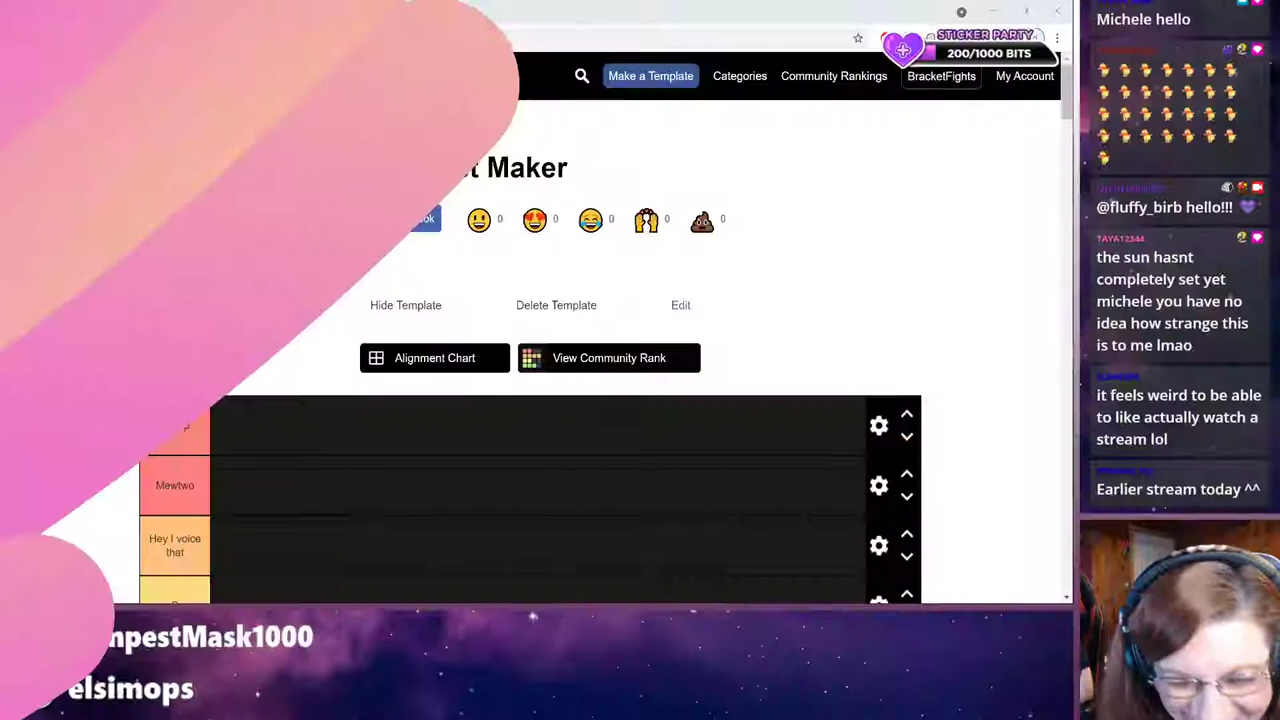 STICKER PARTY
200/1000 BITS
Make a Template
Categories
Community Rankings
BracketFights
My Account
Maker
0
0
0
0
0
Hide Template
Delete Template
Edit
Alignment Chart
View Community Rank
Mewtwo
Hey I voice
that
mpestMask1000
elsimops
Michele hello
@fluffy_birb hello!!!
TAYA12344
the sun hasnt
completely set yet
michele you have no
idea how strange this
is to me lmao
it feels weird to be able
to like actually watch a
stream lol
Earlier stream today ^^